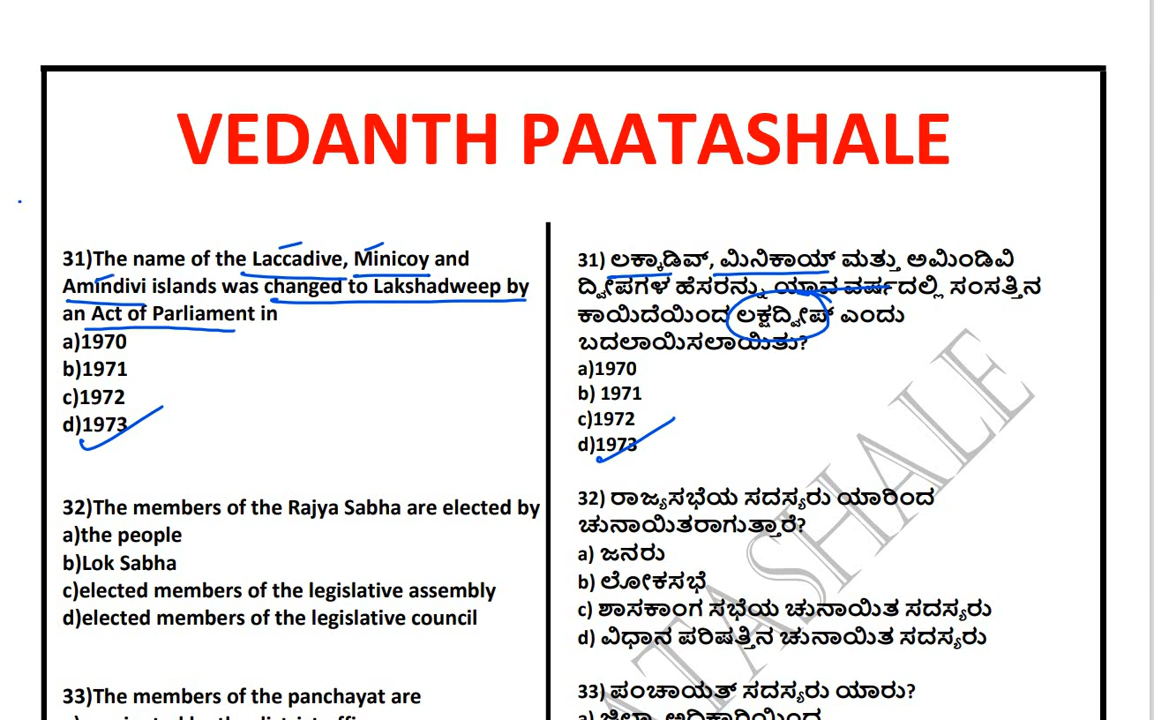 VEDANTH PAATASHALE
31)The name of the Laccadive, Minicoy and
Amindivi islands was changed to Lakshadweep by
an Act of Parliament in
a)1970
b)1971
c)1972
d)1973
32)The members of the Rajya Sabha are elected by
a)the people
b)Lok Sabha
c)elected members of the legislative assembly
d)elected members of the legislative council
33)The members of the panchayat are
31) ಲಕ್ಕಾಡಿವ್, ಮಿನಿಕಾಯ್ ಮತ್ತು ಅಮಿಂಡಿವಿ
ದ್ವೀಪಗಳ ಹೆಸರನ್ನು ಯಾವ ವರ್ಷದಲ್ಲಿ ಸಂಸತ್ತಿನ
ಕಾಯಿದೆಯಿಂದ ಲಕ್ಷದ್ವೀಪ್ ಎಂದು
ಬದಲಾಯಿಸಲಾಯಿತು?
a)1970
b) 1971
c)1972
d)1973
32) ರಾಜ್ಯಸಭೆಯ ಸದಸ್ಯರು ಯಾರಿಂದ
ಚುನಾಯಿತರಾಗುತ್ತಾರೆ?
a) ಜನರು
b) ಲೋಕಸಭೆ
c) ಶಾಸಕಾಂಗ ಸಭೆಯ ಚುನಾಯಿತ ಸದಸ್ಯರು
d) ವಿಧಾನ ಪರಿಷತ್ತಿನ ಚುನಾಯಿತ ಸದಸ್ಯರು
33) ಪಂಚಾಯತ್ ಸದಸ್ಯರು ಯಾರು?
ATASHALE